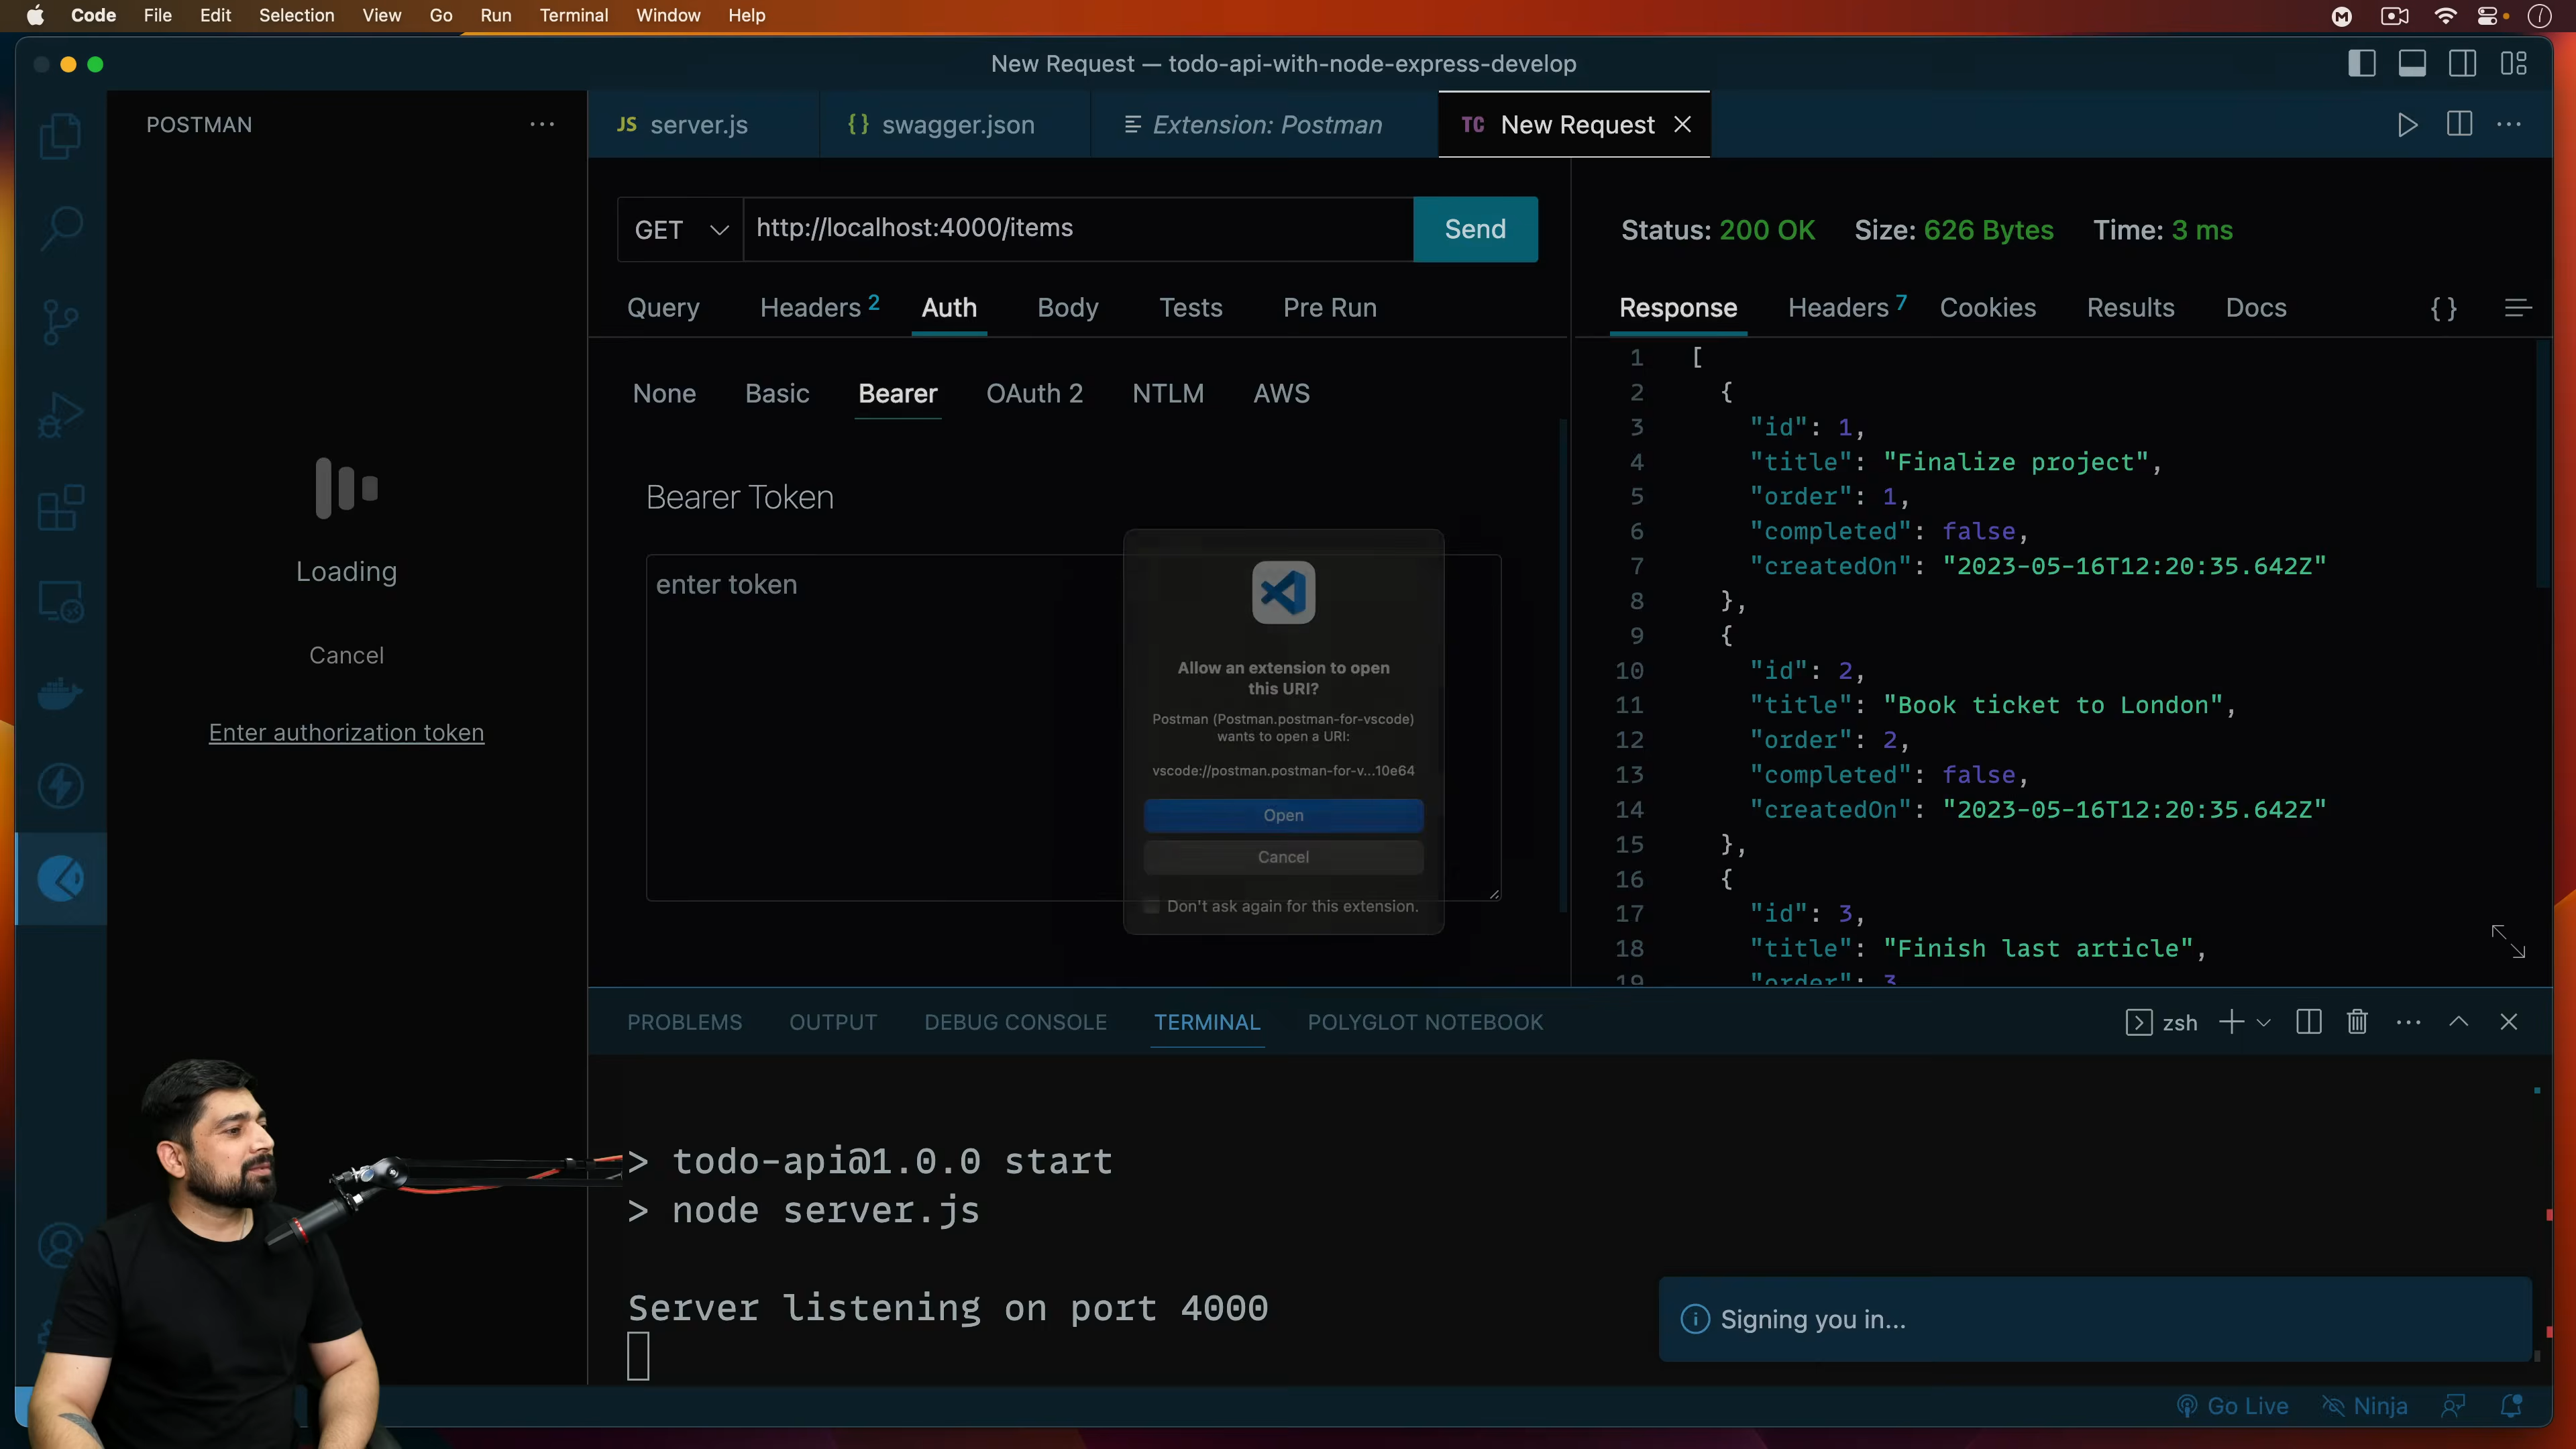 Code File Edit Selection View Go Run Terminal Window Help
New Request — todo-api-with-node-express-develop
POSTMAN
JS server.js
{} swagger.json
Extension: Postman
TC New Request
GET
http://localhost:4000/items
Send
Query Headers 2 Auth Body Tests Pre Run
None Basic Bearer OAuth 2 NTLM AWS
Bearer Token
enter token
Loading
Cancel
Enter authorization token
Allow an extension to open
this URI?
Postman (Postman.postman-for-vscode)
wants to open a URI:
vscode://postman.postman-for-v...10e64
Open
Cancel
Don't ask again for this extension.
Status: 200 OK Size: 626 Bytes Time: 3 ms
Response Headers 7 Cookies Results Docs {}
1 [
2 {
3 "id": 1,
4 "title": "Finalize project",
5 "order": 1,
6 "completed": false,
7 "createdOn": "2023-05-16T12:20:35.642Z"
8 },
9 {
10 "id": 2,
11 "title": "Book ticket to London",
12 "order": 2,
13 "completed": false,
14 "createdOn": "2023-05-16T12:20:35.642Z"
15 },
16 {
17 "id": 3,
18 "title": "Finish last article",
19 "order": 3
PROBLEMS OUTPUT DEBUG CONSOLE TERMINAL POLYGLOT NOTEBOOK
zsh
> todo-api@1.0.0 start
> node server.js
Server listening on port 4000
Signing you in...
Go Live Ninja